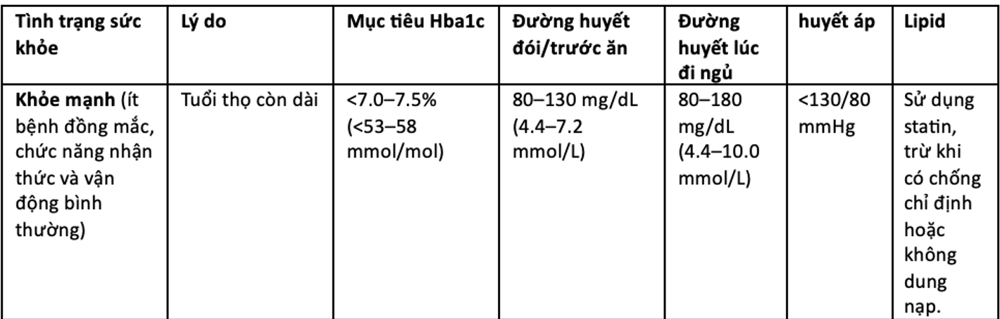 Tình trạng sức
khỏe
Lý do
Mục tiêu Hba1c
Đường huyết
đói/trước ăn
Đường
huyết lúc
đi ngủ
huyết áp
Lipid
Khỏe mạnh (ít
bệnh đồng mắc,
chức năng nhận
thức và vận
động bình
thường)
Tuổi thọ còn dài
<7.0–7.5%
(<53–58
mmol/mol)
80–130 mg/dL
(4.4–7.2
mmol/L)
80–180
mg/dL
(4.4–10.0
mmol/L)
<130/80
mmHg
Sử dụng
statin,
trừ khi
có chống
chỉ định
hoặc
không
dung
nạp.